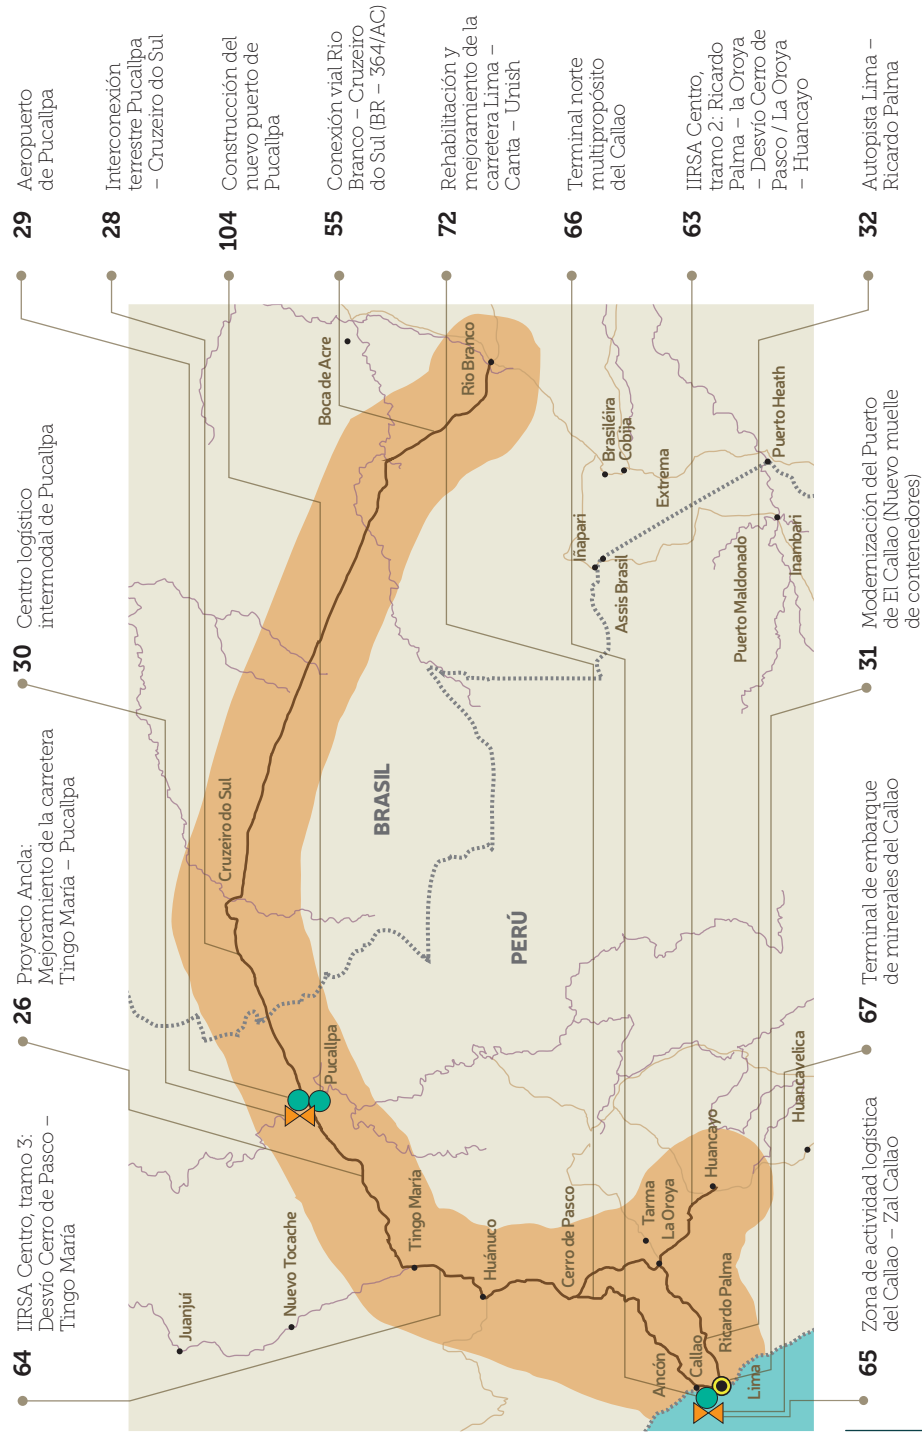 64
IIRSA Centro, tramo 3:
Desvío Cerro de Pasco –
Tingo María
26
Proyecto Ancla:
Mejoramiento de la carretera
Tingo María – Pucallpa
30
Centro logístico
intermodal de Pucallpa
29
Aeropuerto
de Pucallpa
28
Interconexión
terrestre Pucallpa
– Cruzeiro do Sul
104
Construcción del
nuevo puerto de
Pucallpa
55
Conexión vial Rio
Branco – Cruzeiro
do Sul (BR – 364/AC)
72
Rehabilitación y
mejoramiento de la
carretera Lima –
Canta – Unish
66
Terminal norte
multipropósito
del Callao
63
IIRSA Centro,
tramo 2: Ricardo
Palma – la Oroya
– Desvío Cerro de
Pasco / La Oroya
– Huancayo
32
Autopista Lima –
Ricardo Palma
Juanjuí
Nuevo Tocache
Tingo María
Huánuco
Cerro de Pasco
Tarma
La Oroya
Huancayo
Huancavelica
Ancón
Callao
Ricardo Palma
Lima
Pucallpa
Cruzeiro do Sul
BRASIL
PERÚ
Boca de Acre
Rio Branco
Brasiléira
Cobija
Extrema
Iñapari
Assis Brasil
Puerto Heath
Puerto Maldonado
Inambari
65
Zona de actividad logística
del Callao – Zal Callao
67
Terminal de embarque
de minerales del Callao
31
Modernización del Puerto
de El Callao (Nuevo muelle
de contenedores)